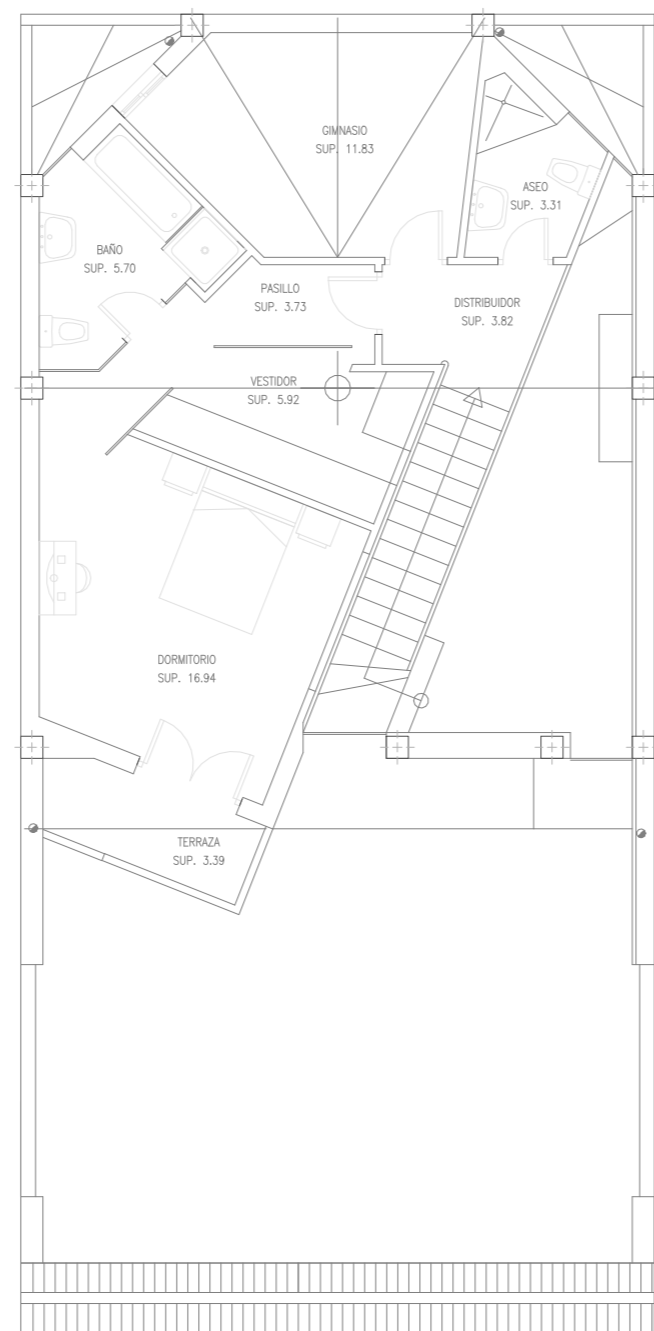 GIMNASIO
SUP. 11.83
ASEO
SUP. 3.31
BAÑO
SUP. 5.70
PASILLO
SUP. 3.73
DISTRIBUIDOR
SUP. 3.82
VESTIDOR
SUP. 5.92
DORMITORIO
SUP. 16.94
TERRAZA
SUP. 3.39